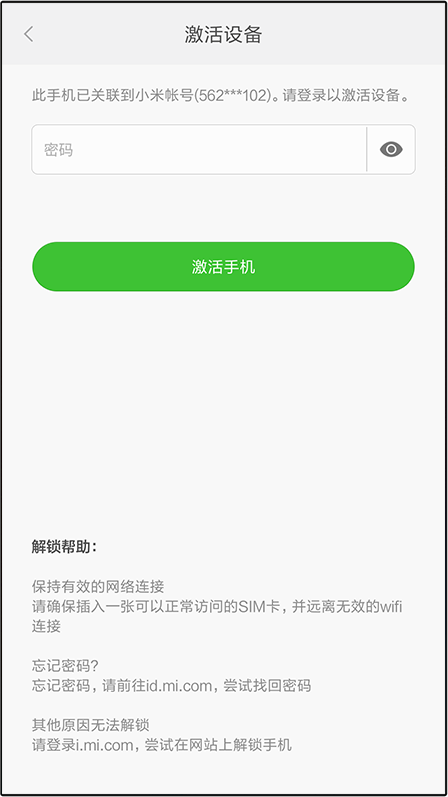 激活设备
此手机已关联到小米帐号(562***102)。请登录以激活设备。
密码
激活手机
解锁帮助：
保持有效的网络连接
请确保插入一张可以正常访问的SIM卡，并远离无效的wifi
连接
忘记密码?
忘记密码，请前往id.mi.com，尝试找回密码
其他原因无法解锁
请登录i.mi.com，尝试在网站上解锁手机